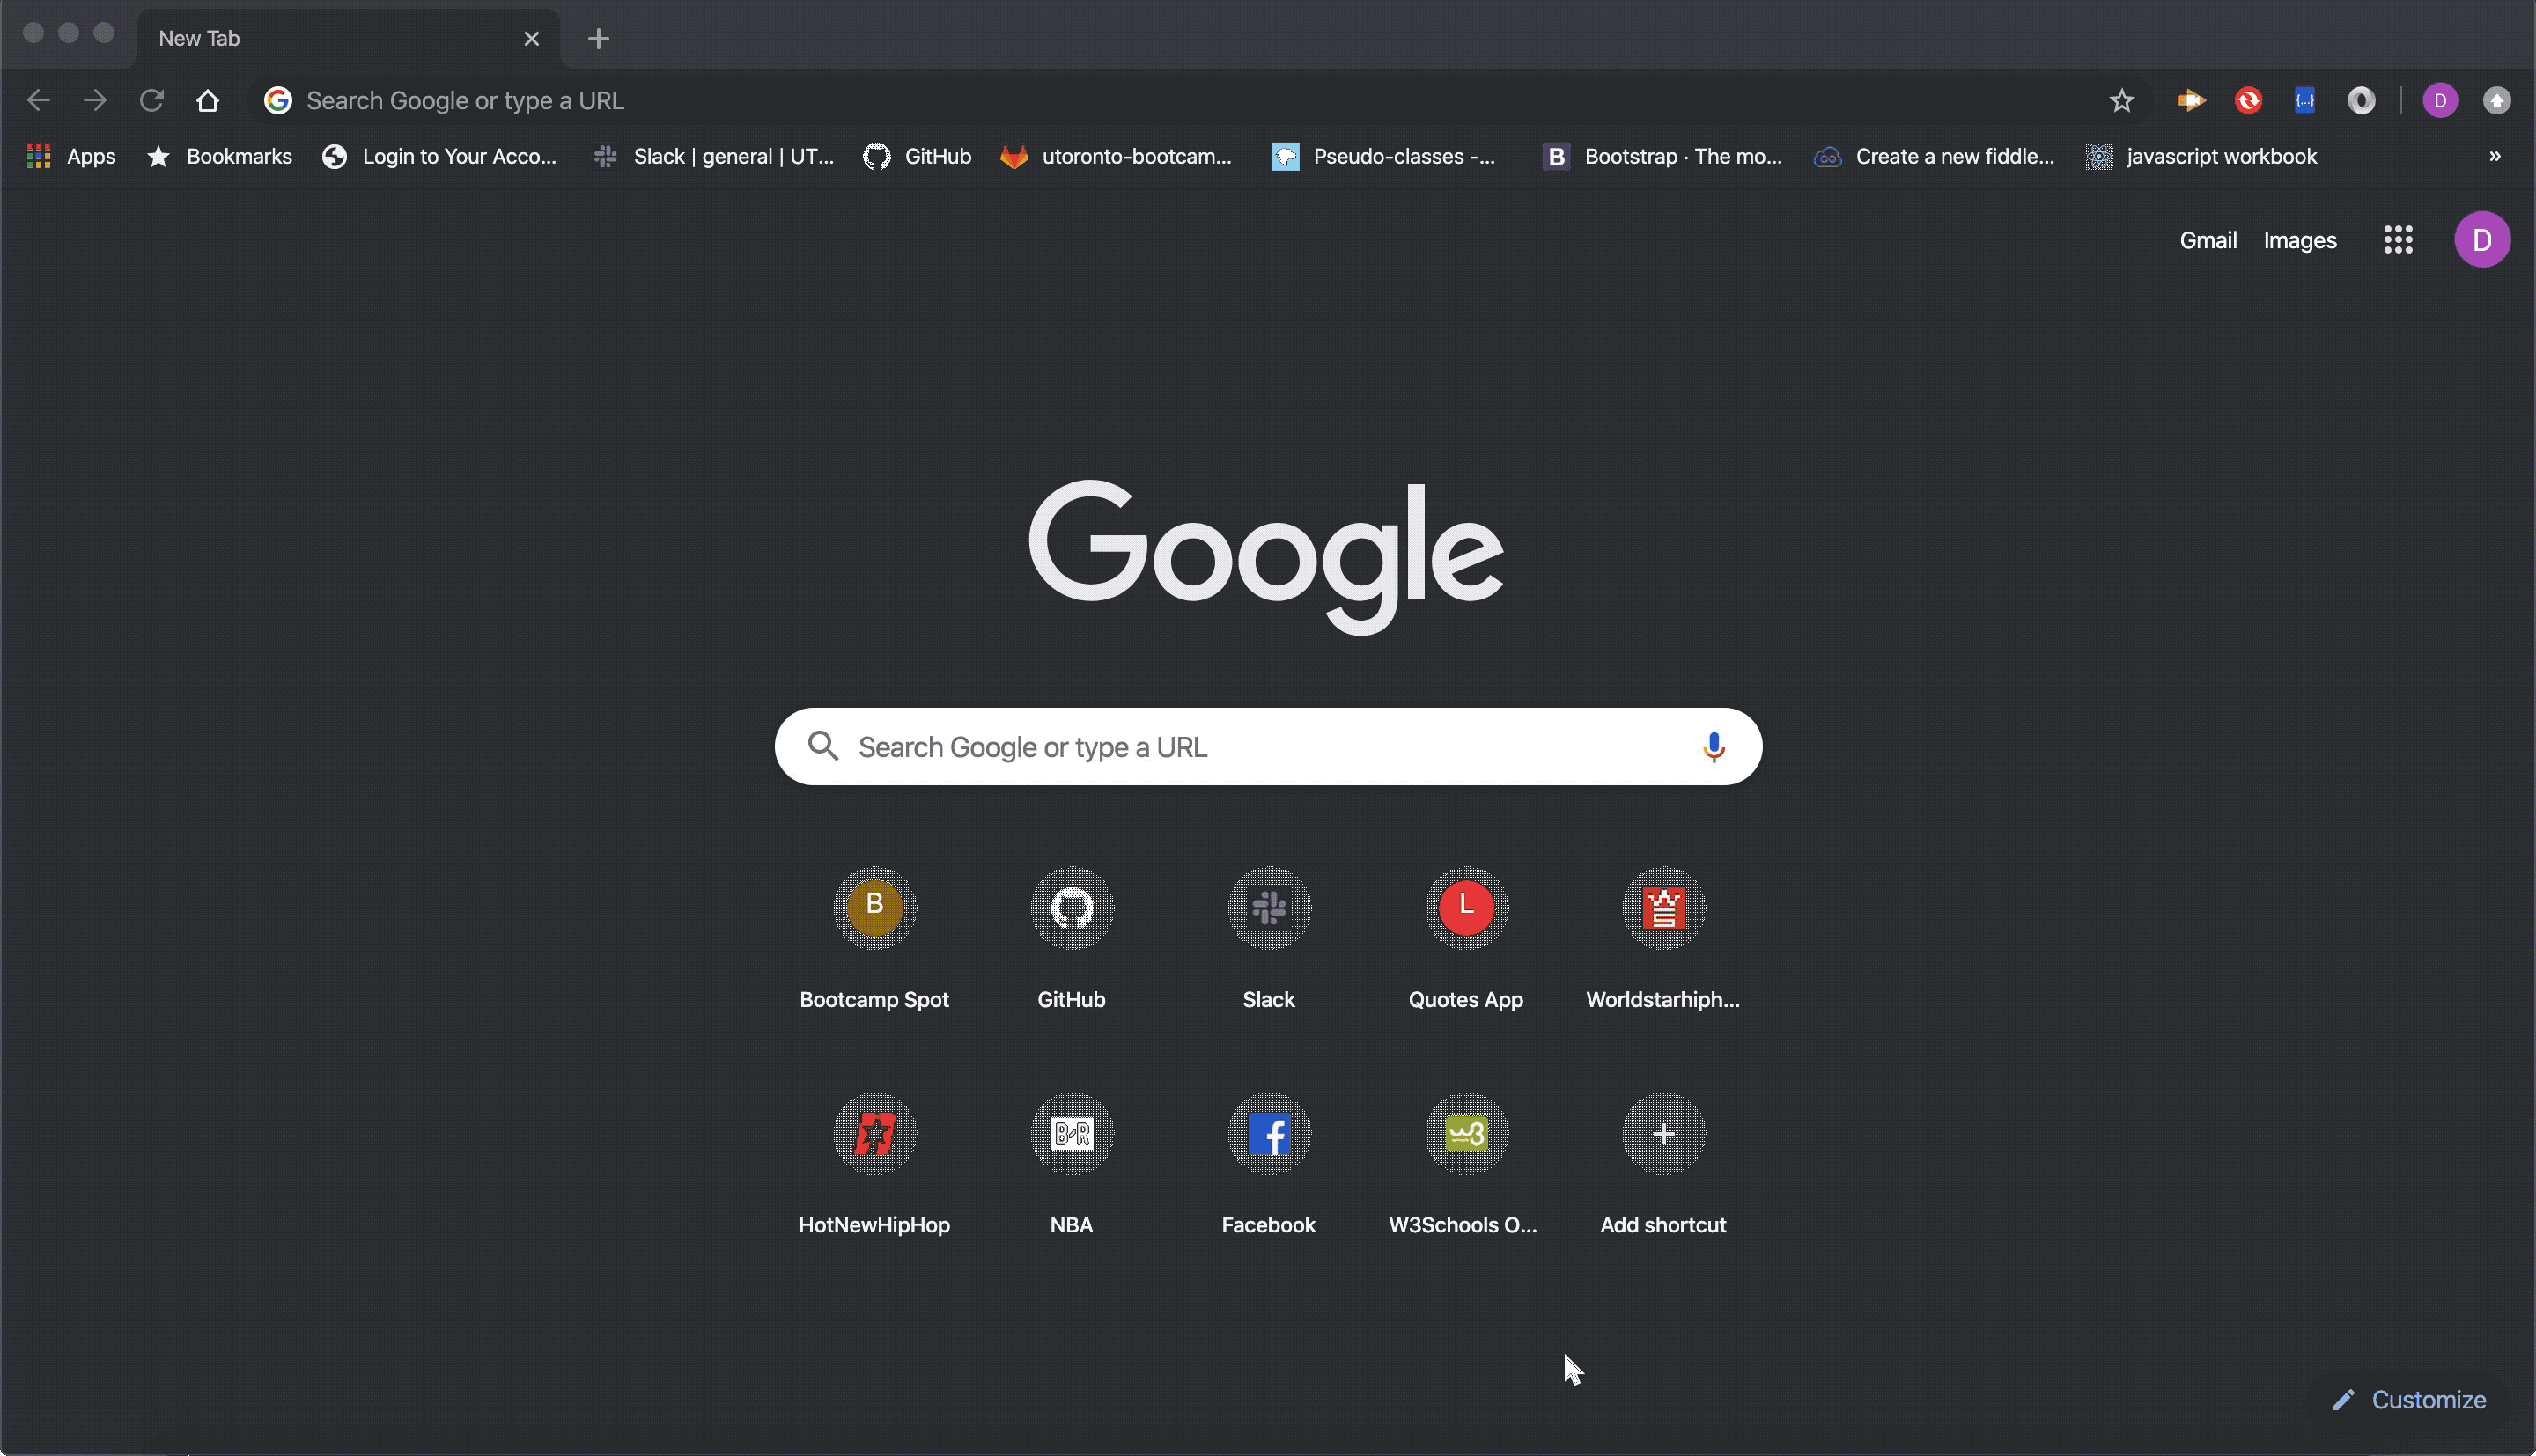 New Tab
Search Google or type a URL
D
Apps Bookmarks Login to Your Acco... Slack | general | UT... GitHub utoronto-bootcam... Pseudo-classes -... B Bootstrap · The mo... Create a new fiddle... javascript workbook »
Gmail Images D
Google
Search Google or type a URL
B L
Bootcamp Spot GitHub Slack Quotes App Worldstarhiph...
B/R f w3
HotNewHipHop NBA Facebook W3Schools O... Add shortcut
Customize